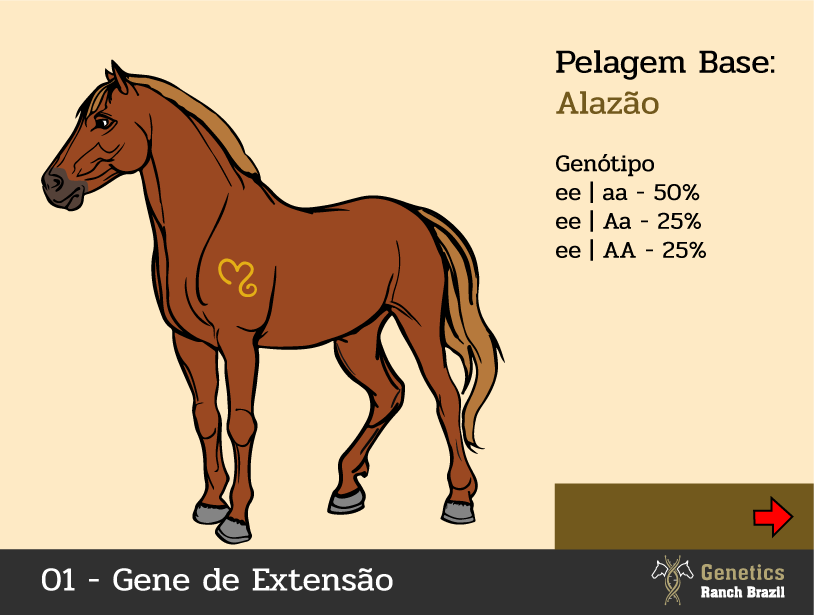 Pelagem Base:
Alazão
Genótipo
ee | aa - 50%
ee | Aa - 25%
ee | AA - 25%
01 - Gene de Extensão
Genetics
Ranch Brazil